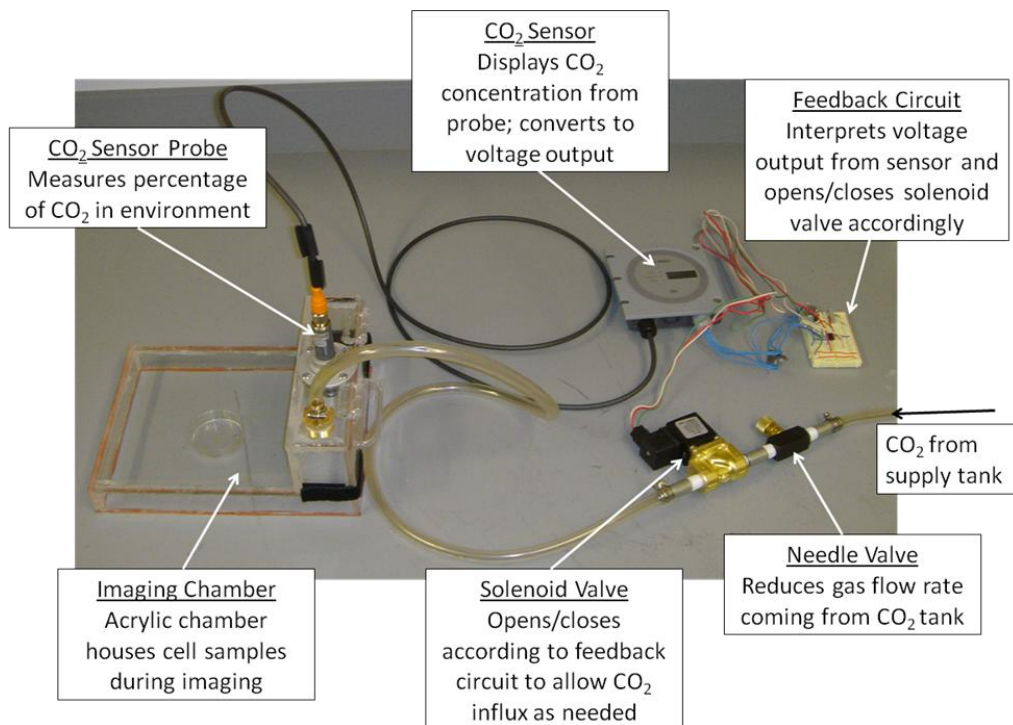 CO₂ Sensor
Displays CO₂
concentration from
probe; converts to
voltage output
Feedback Circuit
Interprets voltage
output from sensor and
opens/closes solenoid
valve accordingly
CO₂ Sensor Probe
Measures percentage
of CO₂ in environment
CO₂ from
supply tank
Imaging Chamber
Acrylic chamber
houses cell samples
during imaging
Solenoid Valve
Opens/closes
according to feedback
circuit to allow CO₂
influx as needed
Needle Valve
Reduces gas flow rate
coming from CO₂ tank